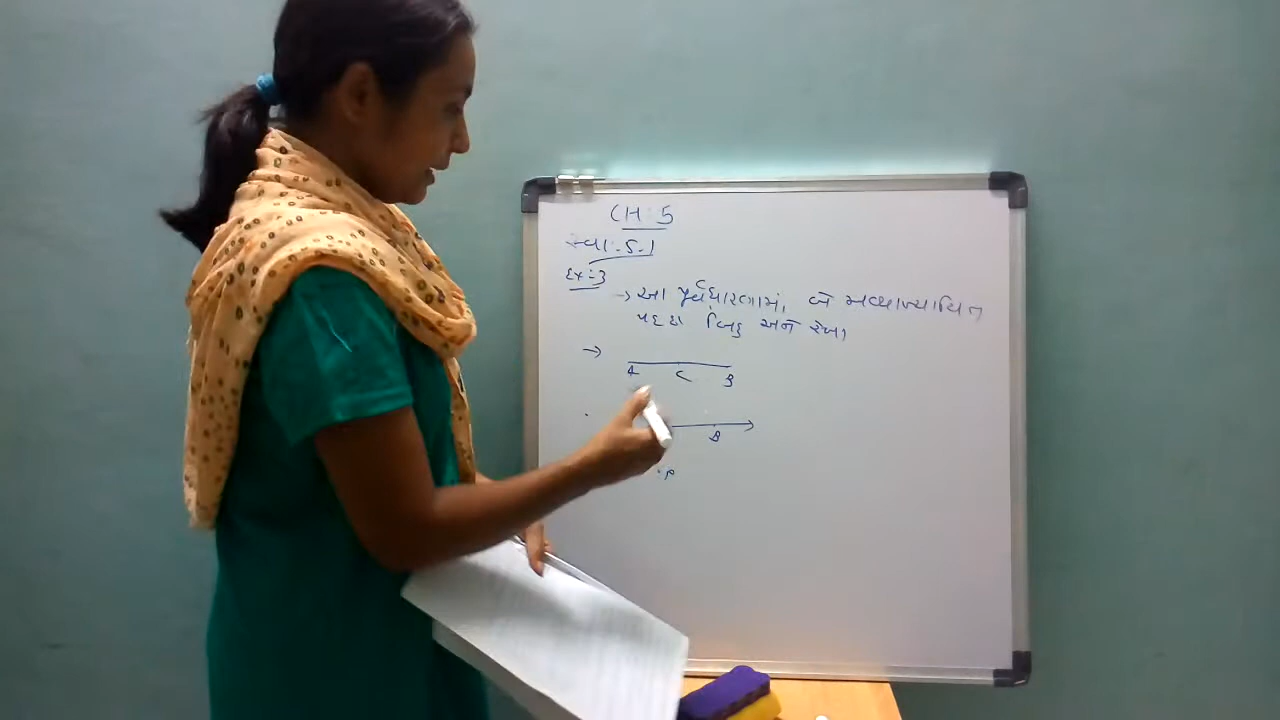 CH: 5
સ્વા. 5.1
Ex:-3
→ આ પૂર્વધારણામાં, બે અવ્યાખ્યાયિત
પદ છે બિંદુ અને રેખા
→
A C B
B
P